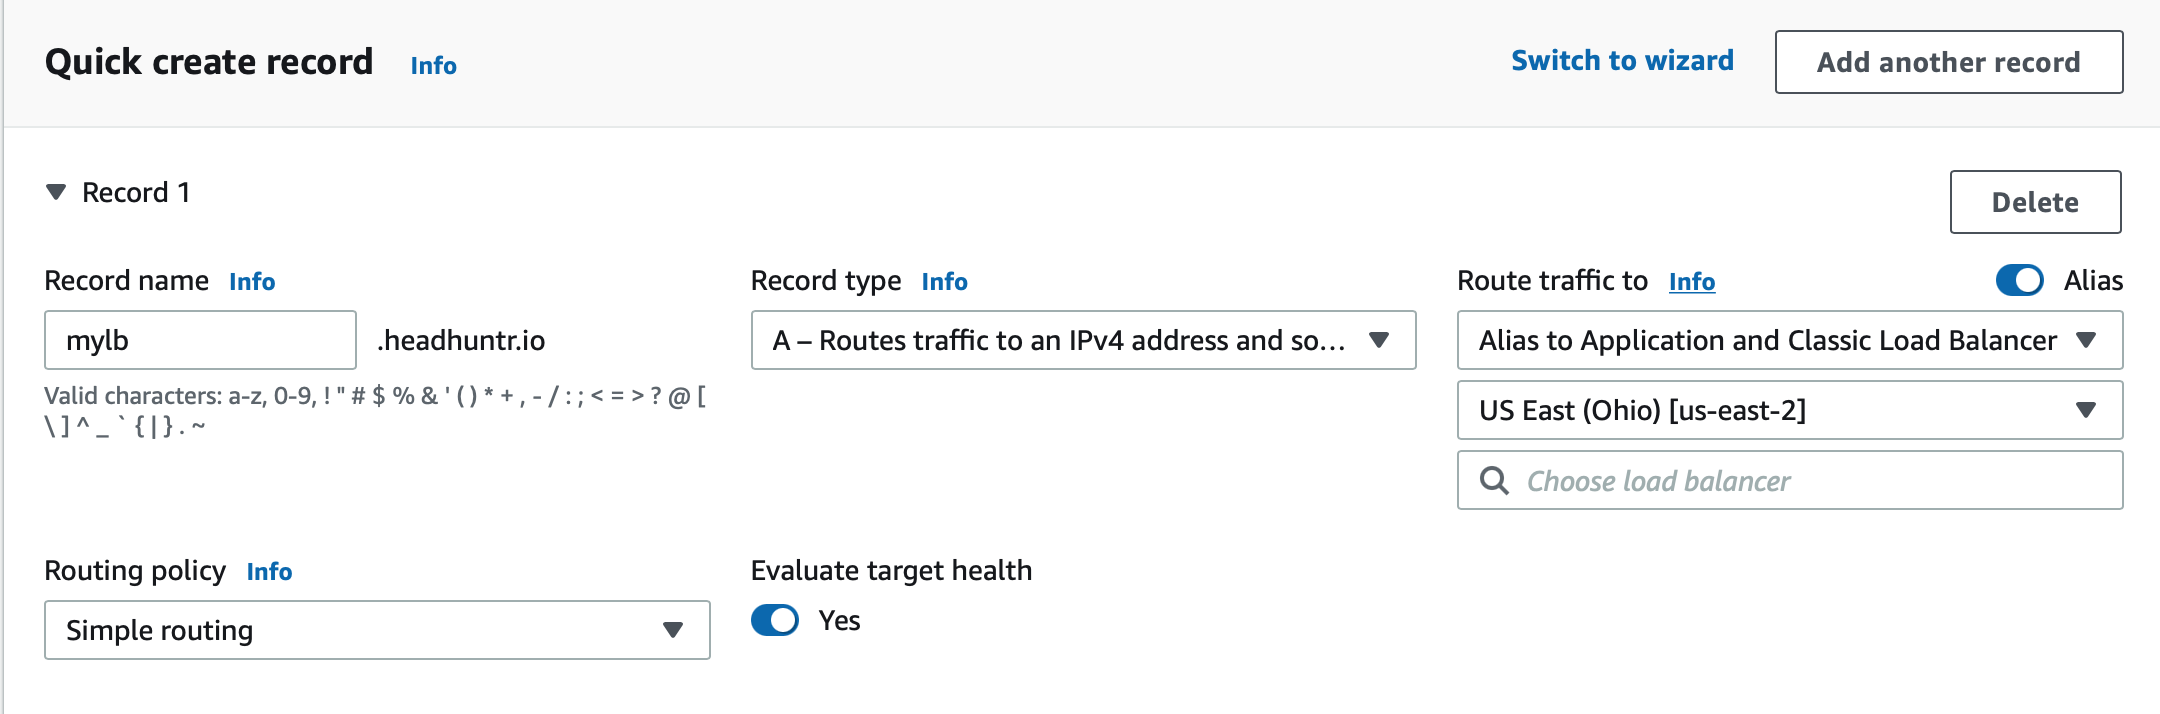 Quick create record Info Switch to wizard Add another record
Record 1 Delete
Record name Info Record type Info Route traffic to Info Alias
mylb .headhuntr.io A – Routes traffic to an IPv4 address and so... Alias to Application and Classic Load Balancer
Valid characters: a-z, 0-9, ! " # $ % & ' ( ) * + , - / : ; < = > ? @ [
\ ] ^ _ ` { | } . ~
US East (Ohio) [us-east-2]
Choose load balancer
Routing policy Info Evaluate target health
Simple routing Yes